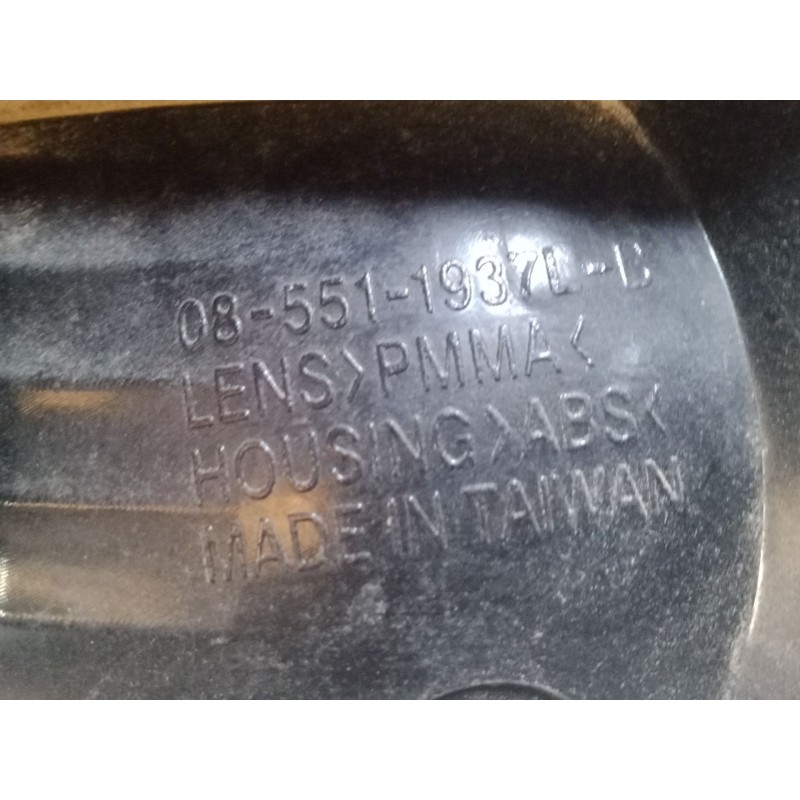 08-551-1937L-C
LENS>PMMA<
HOUSING>ABS<
MADE IN TAIWAN